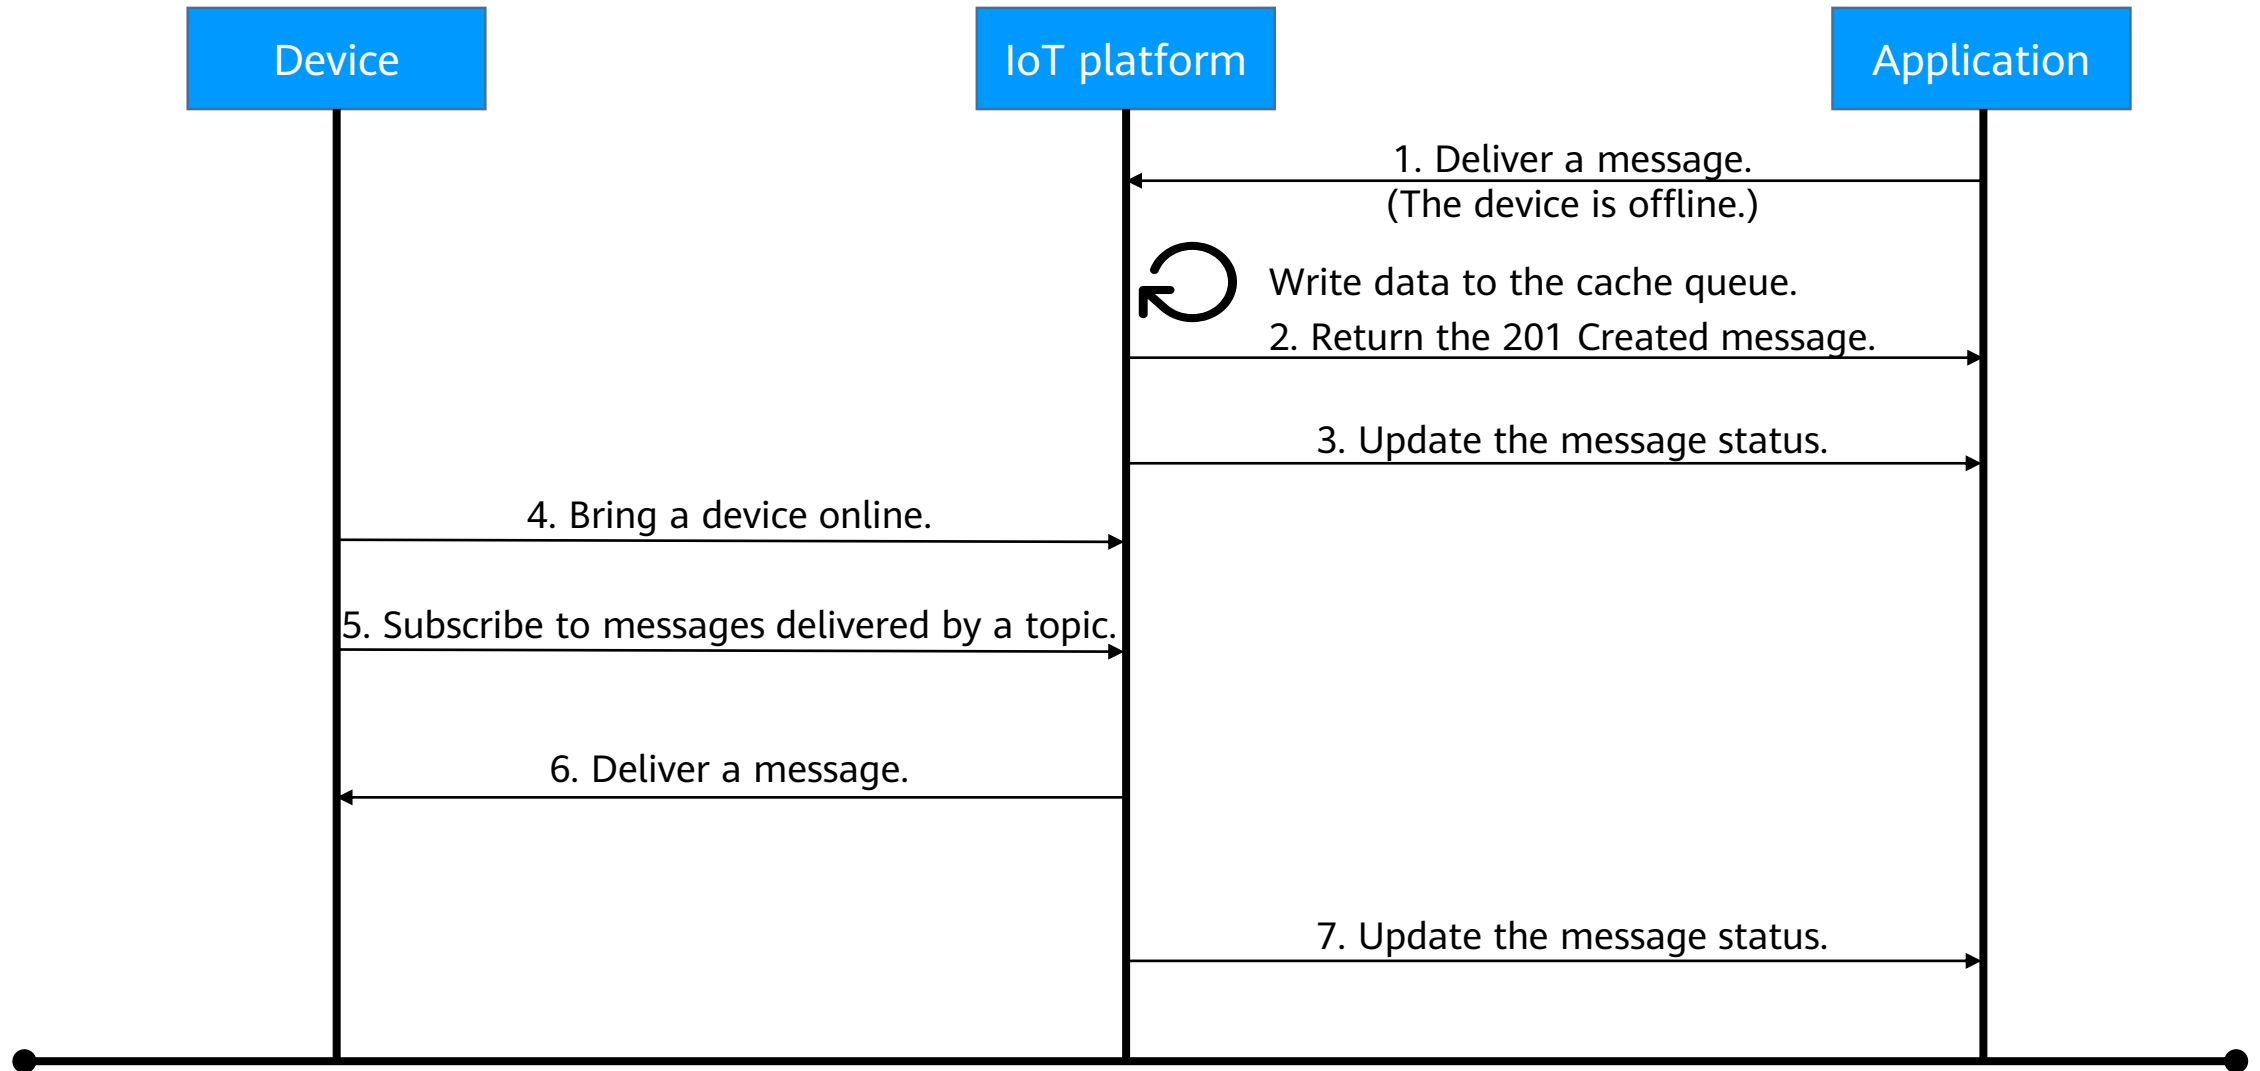 Device
IoT platform
Application
1. Deliver a message.
(The device is offline.)
Write data to the cache queue.
2. Return the 201 Created message.
3. Update the message status.
4. Bring a device online.
5. Subscribe to messages delivered by a topic.
6. Deliver a message.
7. Update the message status.